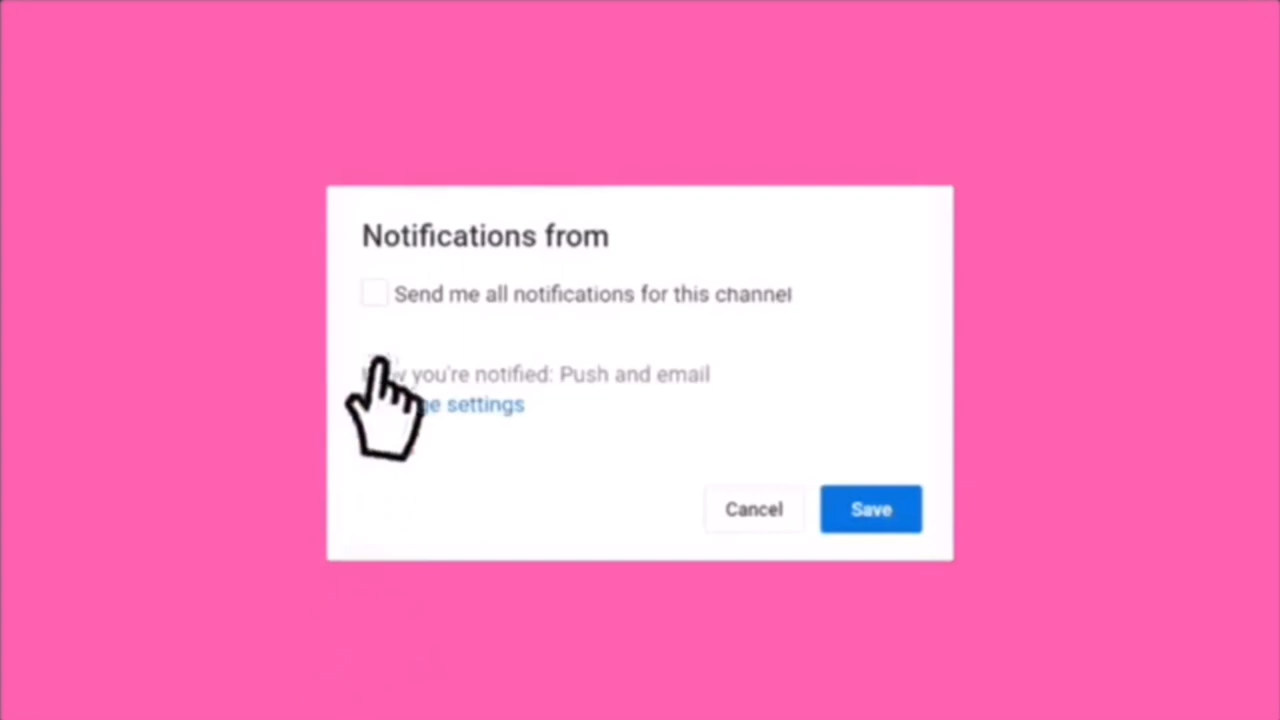 Notifications from
Send me all notifications for this channel
you're notified: Push and email
settings
Cancel
Save